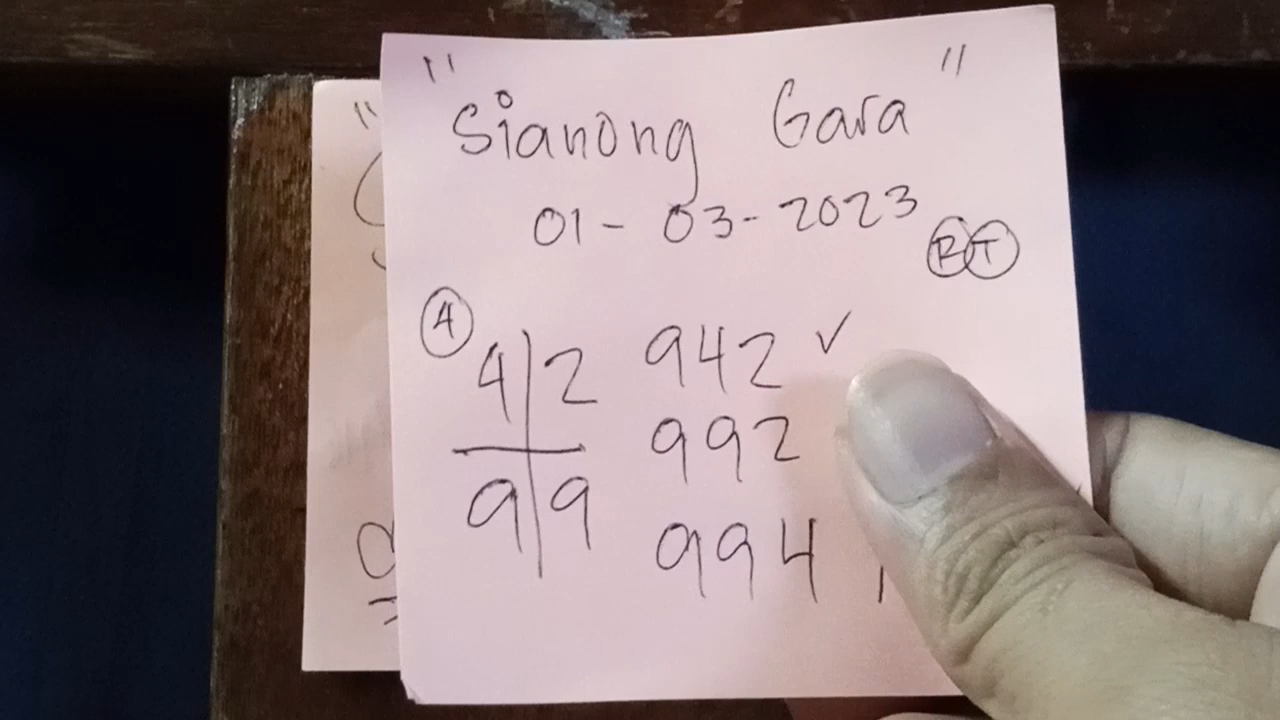 " Sianong Gara "
01-03-2023
RT
4
4 2 942 ✓
992
9 9
994